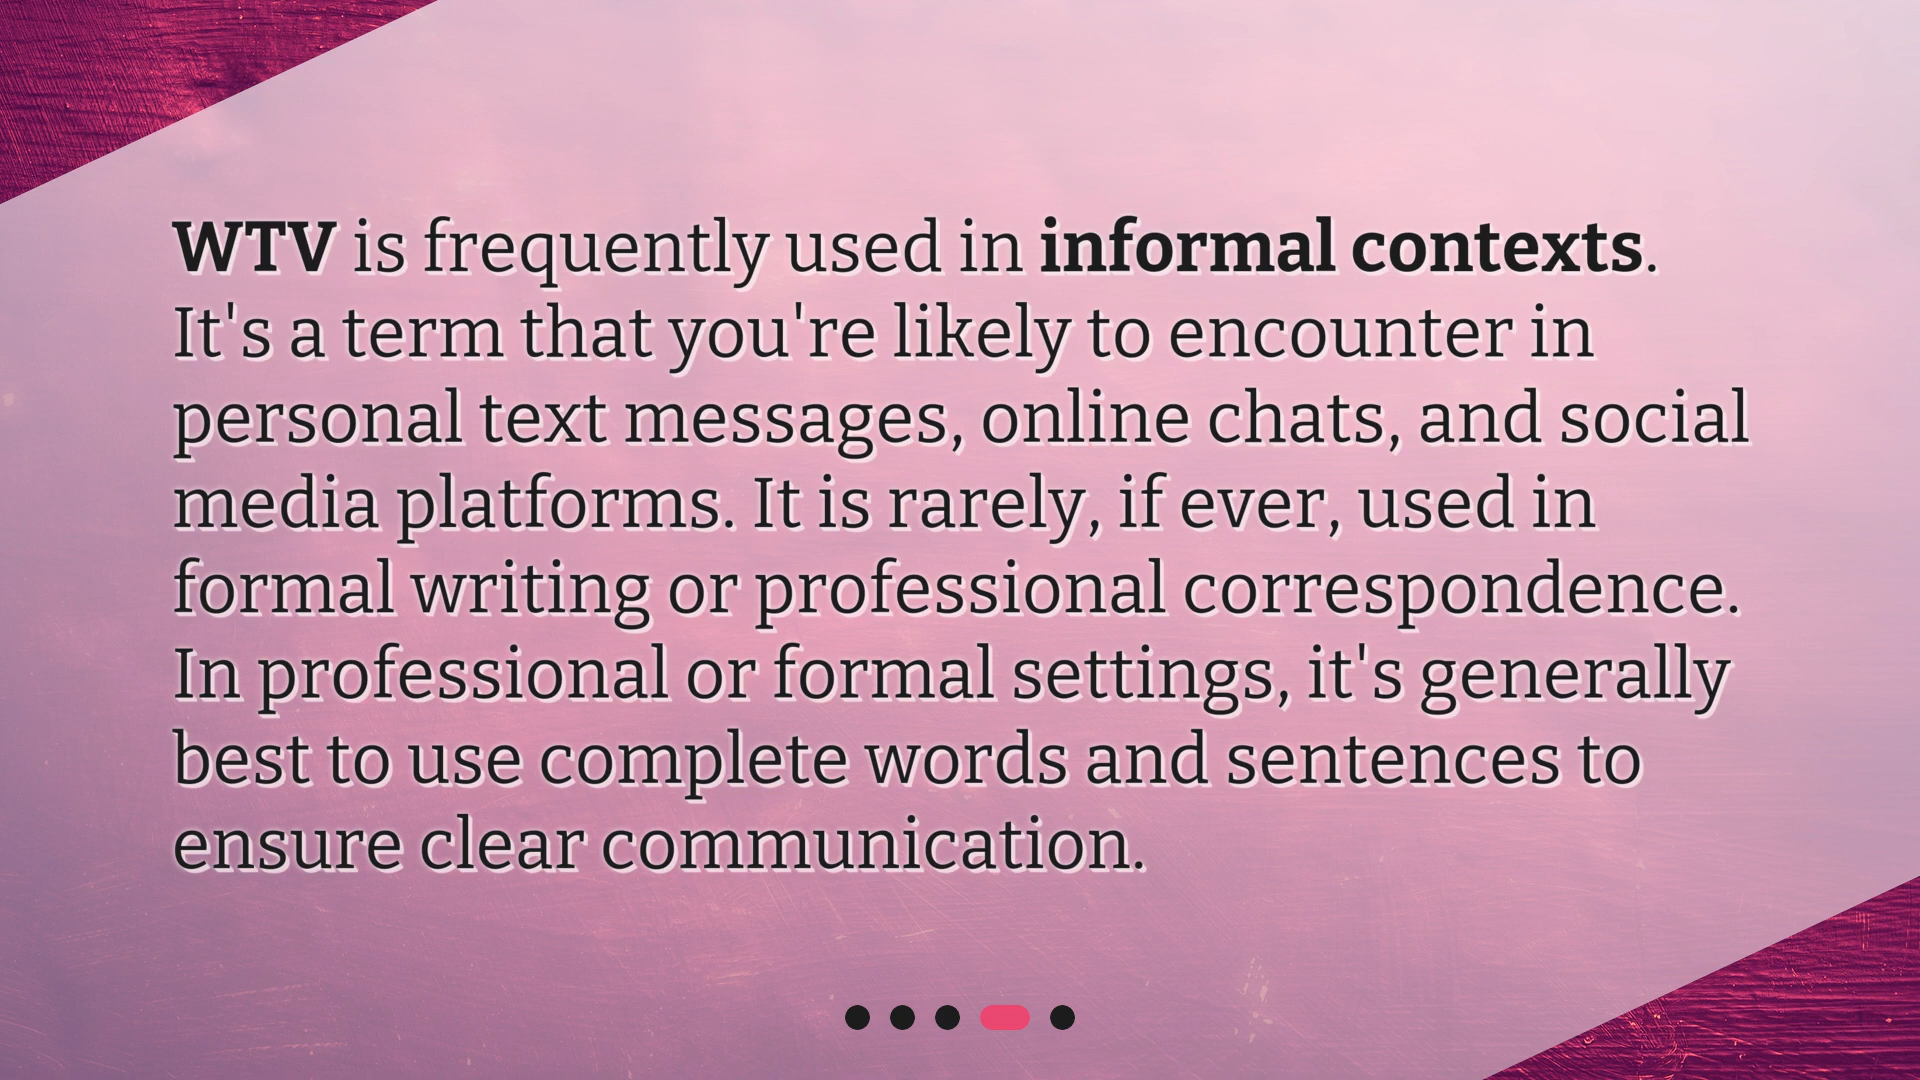 WTV is frequently used in informal contexts.
It's a term that you're likely to encounter in
personal text messages, online chats, and social
media platforms. It is rarely, if ever, used in
formal writing or professional correspondence.
In professional or formal settings, it's generally
best to use complete words and sentences to
ensure clear communication.